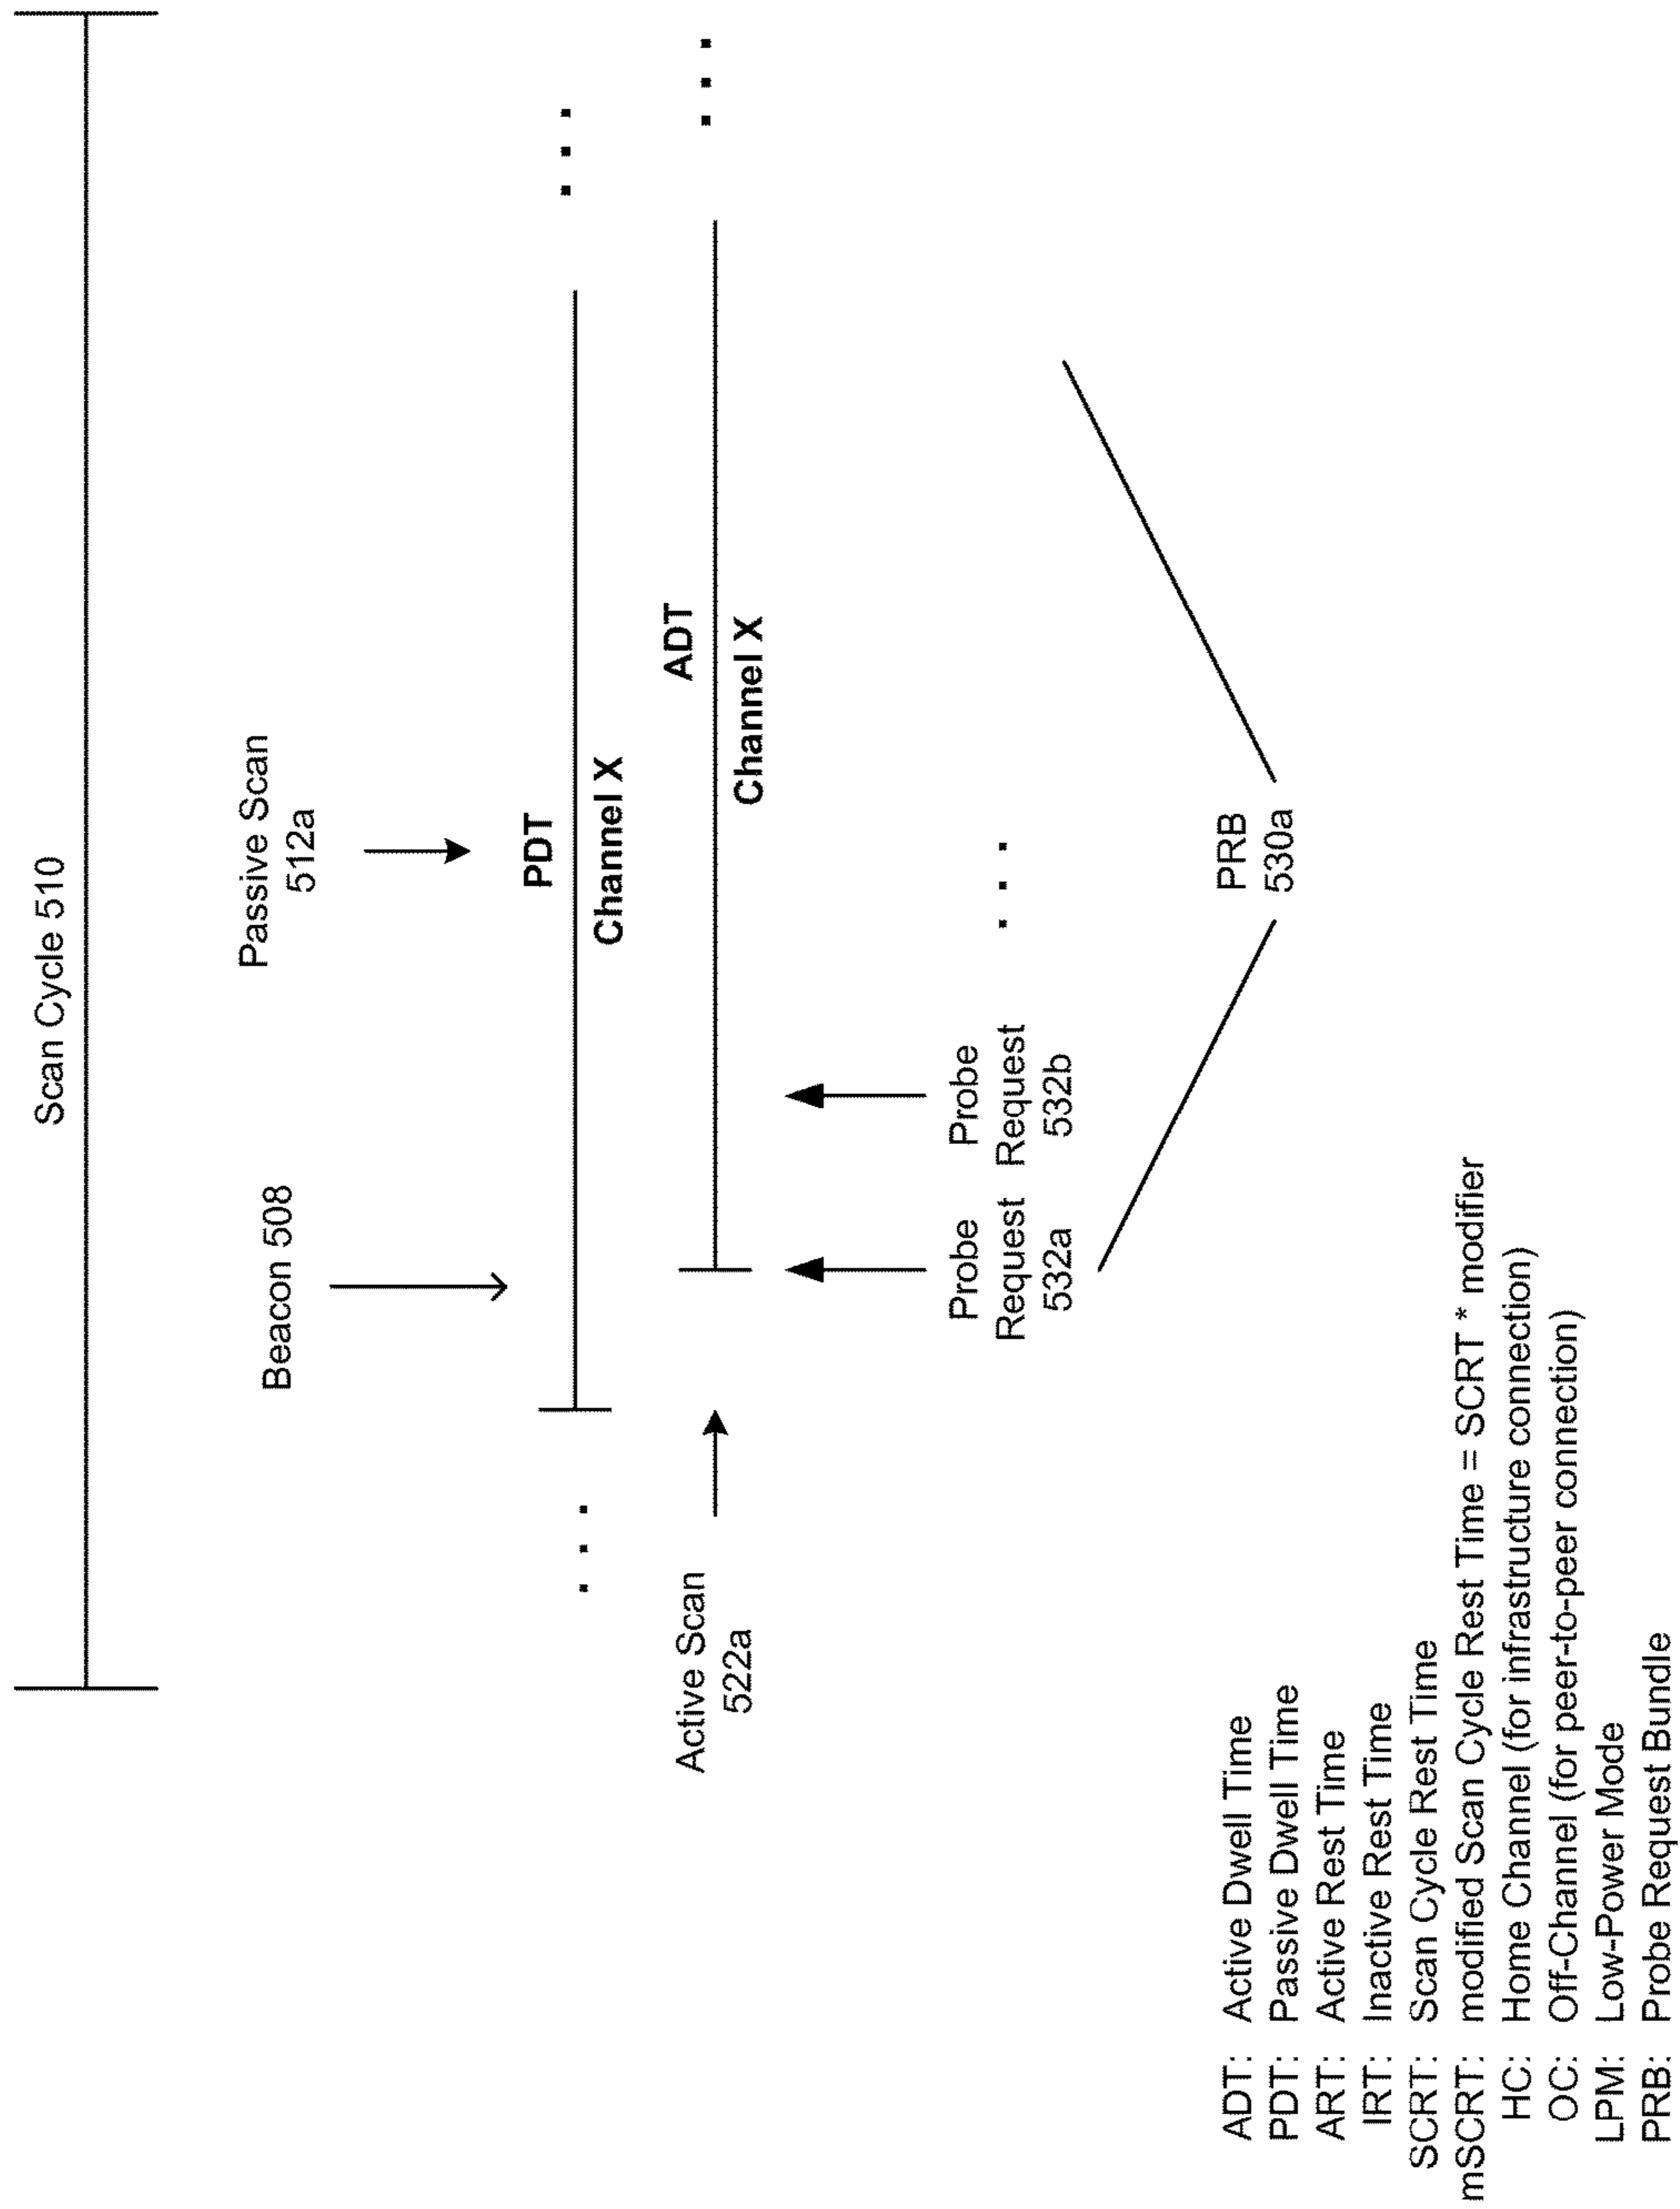 Scan Cycle 510
Beacon 508
Passive Scan
512a
PDT
Channel X
Active Scan
522a
ADT
Channel X
Probe
Request
532a
Probe
Request
532b
PRB
530a
ADT: Active Dwell Time
PDT: Passive Dwell Time
ART: Active Rest Time
IRT: Inactive Rest Time
SCRT: Scan Cycle Rest Time
mSCRT: modified Scan Cycle Rest Time = SCRT * modifier
HC: Home Channel (for infrastructure connection)
OC: Off-Channel (for peer-to-peer connection)
LPM: Low-Power Mode
PRB: Probe Request Bundle